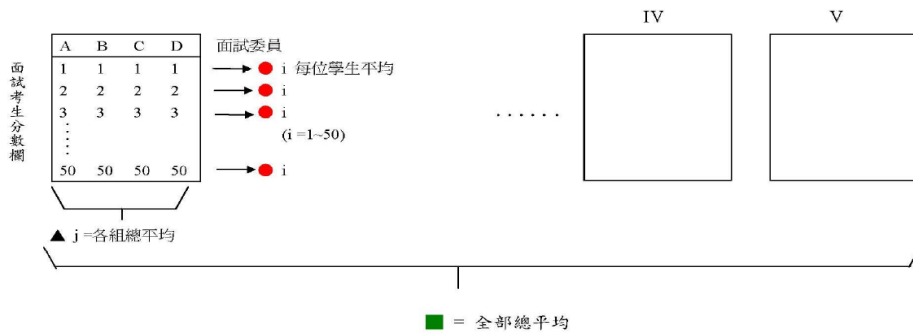 IV V
A B C D 面試委員
1 1 1 1 i 每位學生平均
2 2 2 2 i
3 3 3 3 i
(i =1~50)
......
50 50 50 50 i
面試考生分數欄
▲ j =各組總平均
= 全部總平均